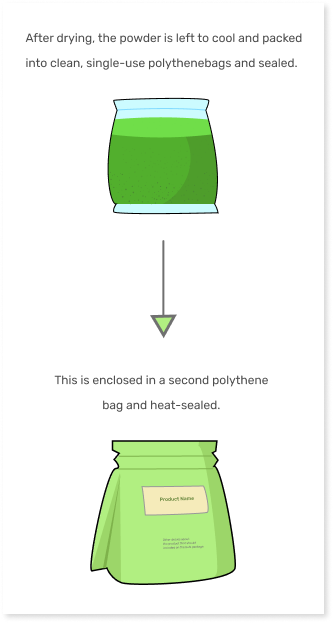 After drying, the powder is left to cool and packed
into clean, single-use polythenebags and sealed.
This is enclosed in a second polythene
bag and heat-sealed.
Product Name